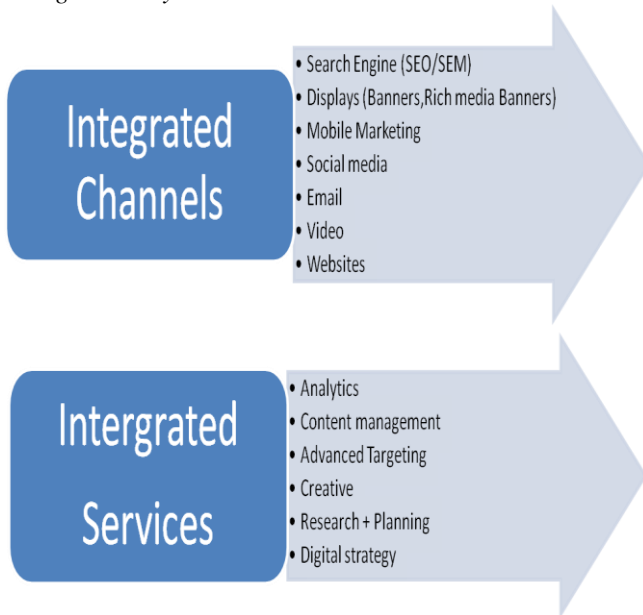 Integrated
Channels
• Search Engine (SEO/SEM)
• Displays (Banners,Rich media Banners)
• Mobile Marketing
• Social media
• Email
• Video
• Websites
Intergrated
Services
• Analytics
• Content management
• Advanced Targeting
• Creative
• Research + Planning
• Digital strategy